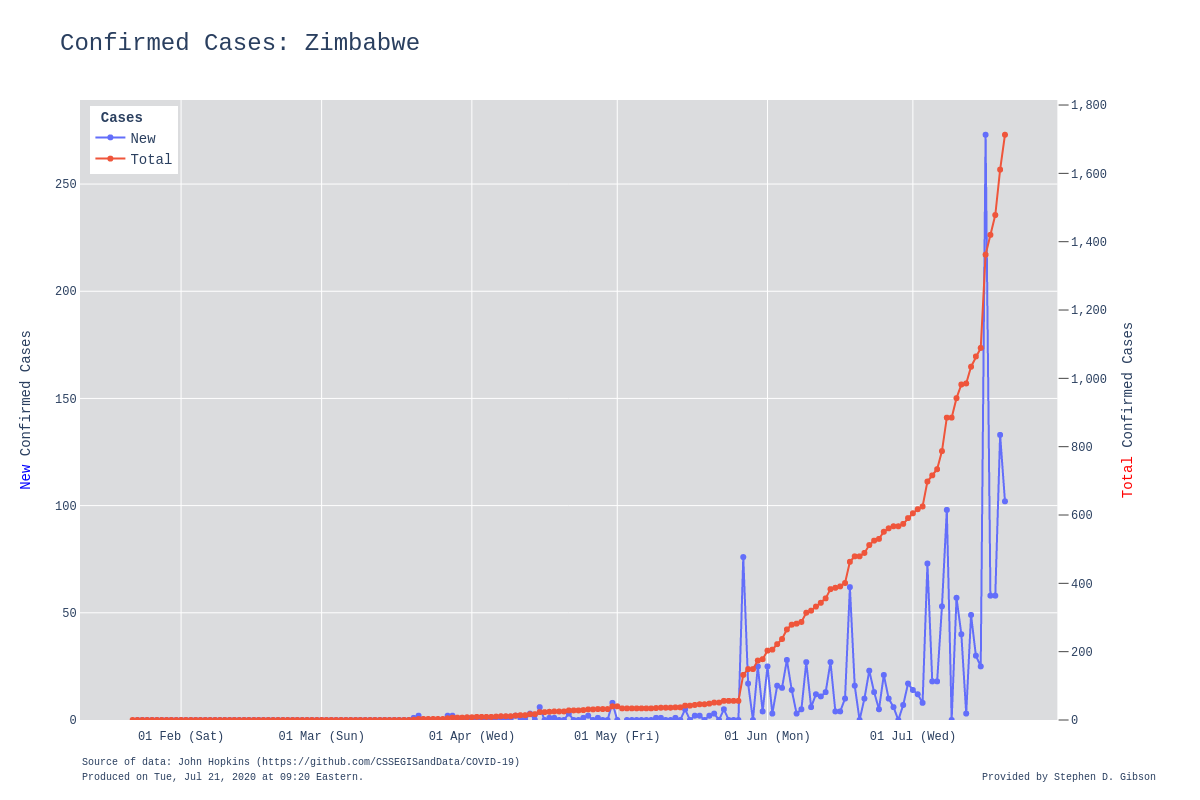 Confirmed Cases: Zimbabwe
Cases
New
Total
250
200
150
100
50
0
1,800
1,600
1,400
1,200
1,000
800
600
400
200
0
New Confirmed Cases
Total Confirmed Cases
01 Feb (Sat)
01 Mar (Sun)
01 Apr (Wed)
01 May (Fri)
01 Jun (Mon)
01 Jul (Wed)
Source of data: John Hopkins (https://github.com/CSSEGISandData/COVID-19)
Produced on Tue, Jul 21, 2020 at 09:20 Eastern.
Provided by Stephen D. Gibson